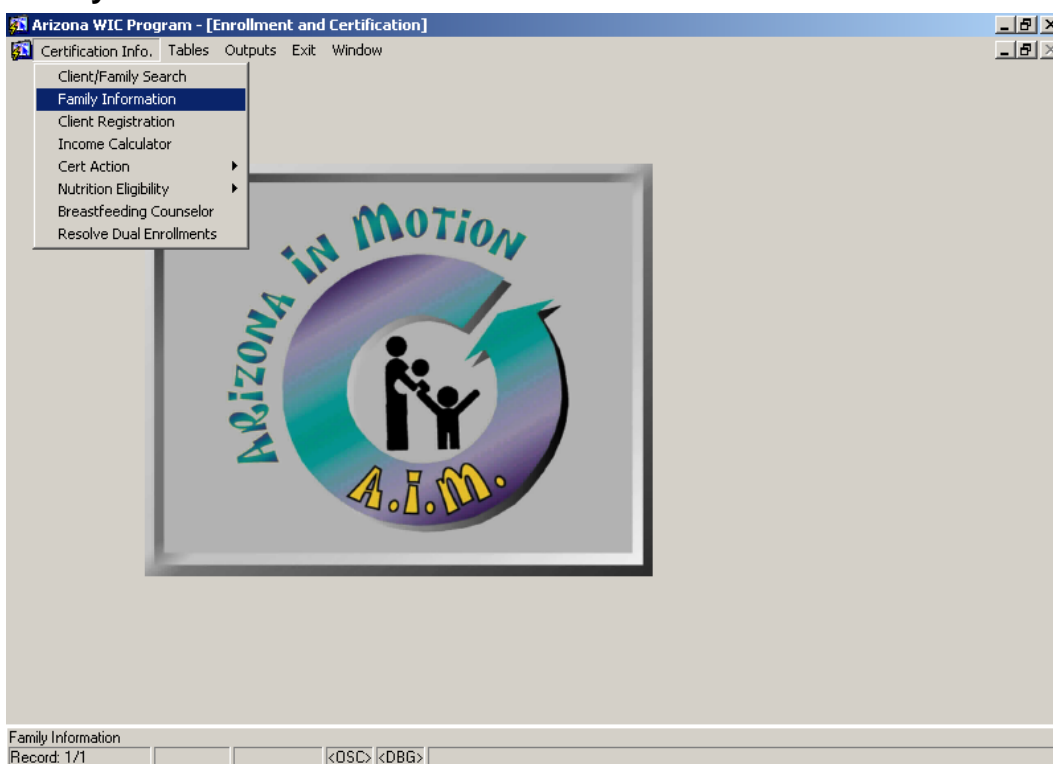 Arizona WIC Program - [Enrollment and Certification]
Certification Info. Tables Outputs Exit Window
Client/Family Search
Family Information
Client Registration
Income Calculator
Cert Action
Nutrition Eligibility
Breastfeeding Counselor
Resolve Dual Enrollments
ARIZONA IN MOTION
A.I.M.
Family Information
Record: 1/1 <OSC> <DBG>